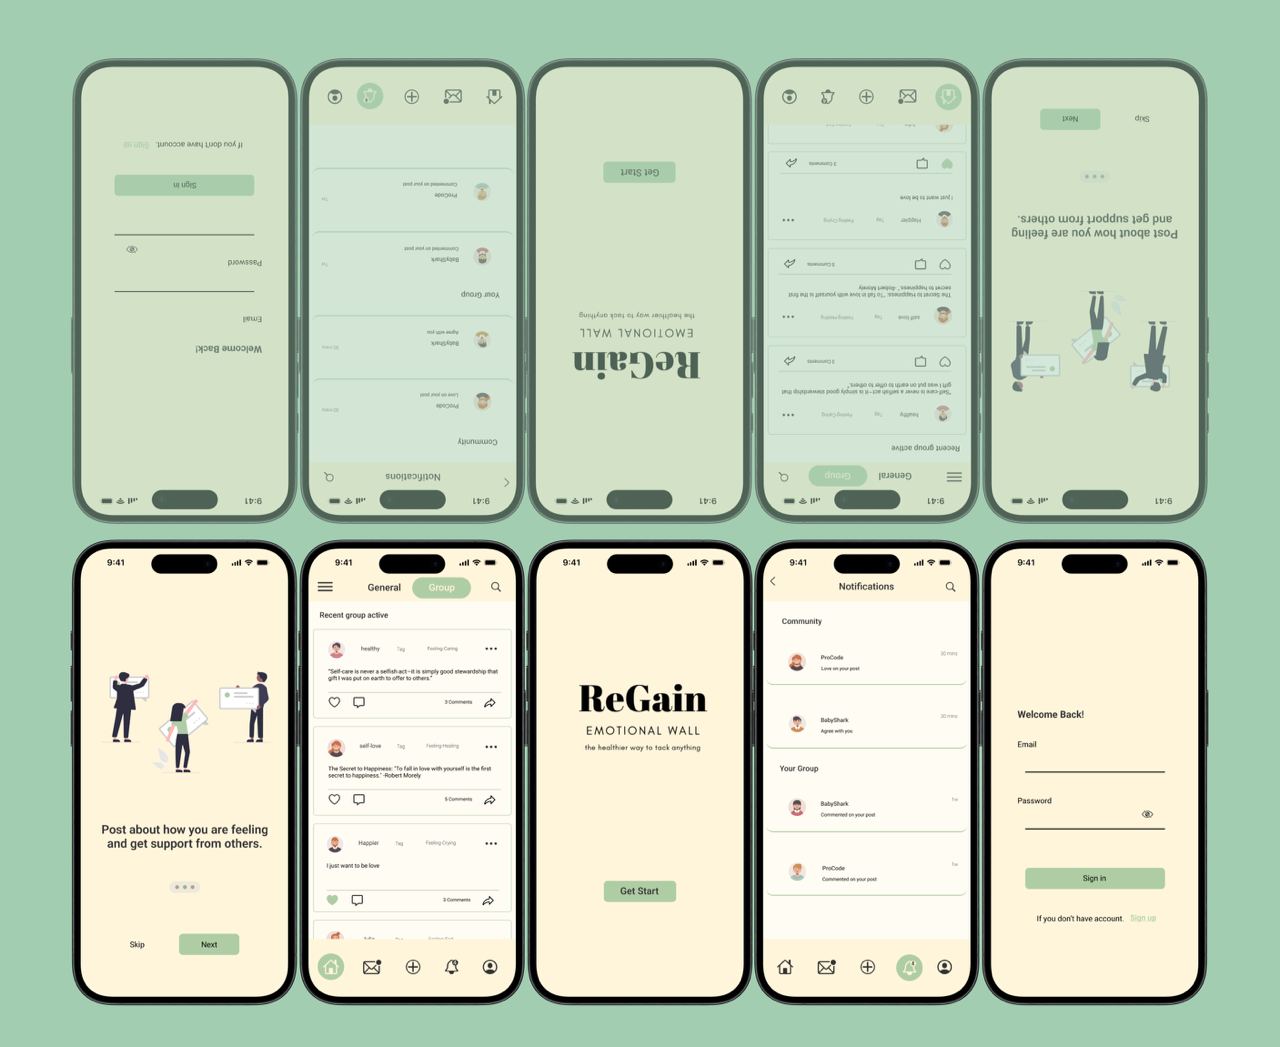 If you don't have account. Sign up
Sign in
Password
Email
Welcome Back!
9:41
ProCode
Commented on your post
1w
BabyShark
Commented on your post
1w
Your Group
BabyShark
Agree with you
30 mins
ProCode
Love on your post
30 mins
Community
Notifications
9:41
Get Start
the healthier way to tack anything
EMOTIONAL WALL
ReGain
9:41
3 Comments
I just want to be love
Happier Tag Feeling Crying
5 Comments
The Secret to Happiness: "To fall in love with yourself is the first
secret to happiness." -Robert Morely
self-love Tag Feeling Healing
3 Comments
"Self-care is never a selfish act—it is simply good stewardship that
gift I was put on earth to offer to others."
healthy Tag Feeling Caring
Recent group active
General Group
9:41
Skip Next
Post about how you are feeling
and get support from others.
9:41
9:41
Post about how you are feeling
and get support from others.
Skip Next
9:41
General Group
Recent group active
healthy Tag Feeling Caring
"Self-care is never a selfish act—it is simply good stewardship that
gift I was put on earth to offer to others."
3 Comments
self-love Tag Feeling Healing
The Secret to Happiness: "To fall in love with yourself is the first
secret to happiness." -Robert Morely
5 Comments
Happier Tag Feeling Crying
I just want to be love
3 Comments
9:41
ReGain
EMOTIONAL WALL
the healthier way to tack anything
Get Start
9:41
Notifications
Community
ProCode
Love on your post
30 mins
BabyShark
Agree with you
30 mins
Your Group
BabyShark
Commented on your post
1w
ProCode
Commented on your post
1w
9:41
Welcome Back!
Email
Password
Sign in
If you don't have account. Sign up